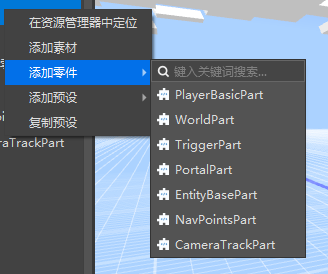 在资源管理器中定位
添加素材
添加零件
添加预设
复制预设
eraTrackPart
键入关键词搜索...
PlayerBasicPart
WorldPart
TriggerPart
PortalPart
EntityBasePart
NavPointsPart
CameraTrackPart